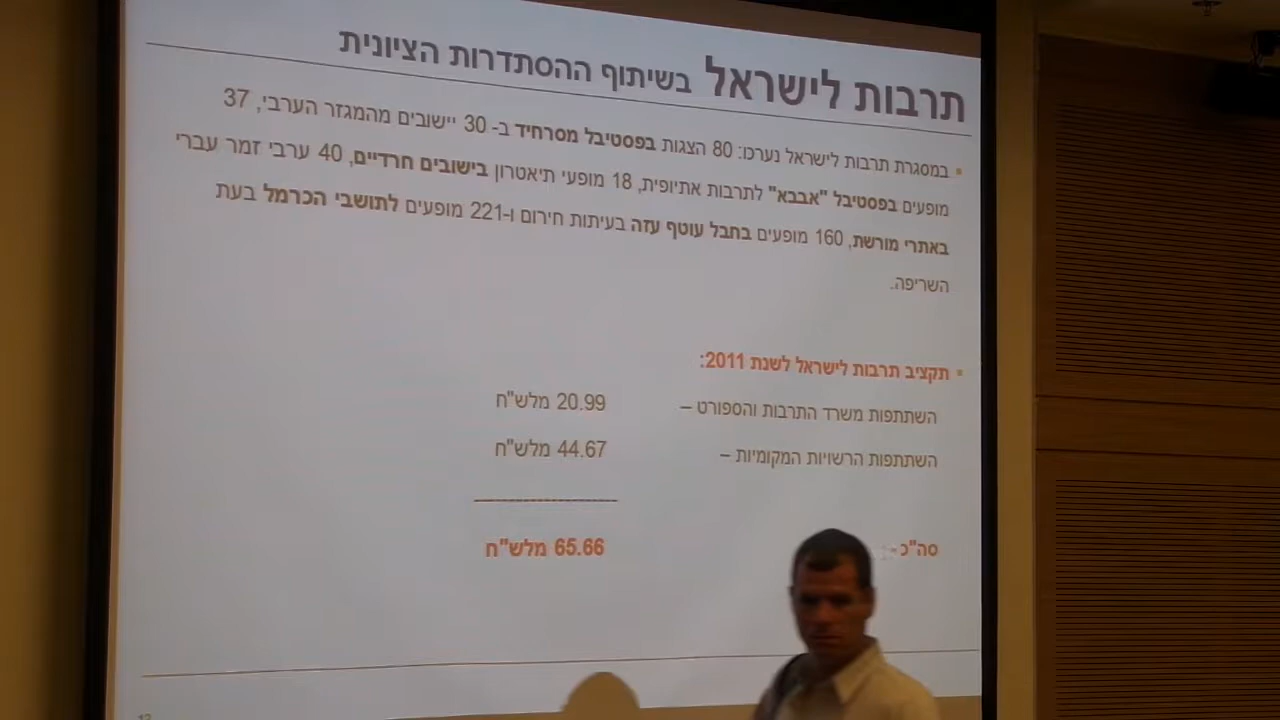 תרבות לישראל בשיתוף ההסתדרות הציונית
במסגרת תרבות לישראל נערכו: 80 הצגות בפסטיבל מסרחיד ב- 30 יישובים מהמגזר הערבי, 37
מופעים בפסטיבל "אבבא" לתרבות אתיופית, 18 מופעי תיאטרון בישובים חרדיים, 40 ערבי זמר עברי
באתרי מורשת, 160 מופעים בחבל עוטף עזה בעיתות חירום ו-221 מופעים לתושבי הכרמל בעת
השריפה.
תקציב תרבות לישראל לשנת 2011:
השתתפות משרד התרבות והספורט – 20.99 מלש"ח
השתתפות הרשויות המקומיות – 44.67 מלש"ח
סה"כ - 65.66 מלש"ח